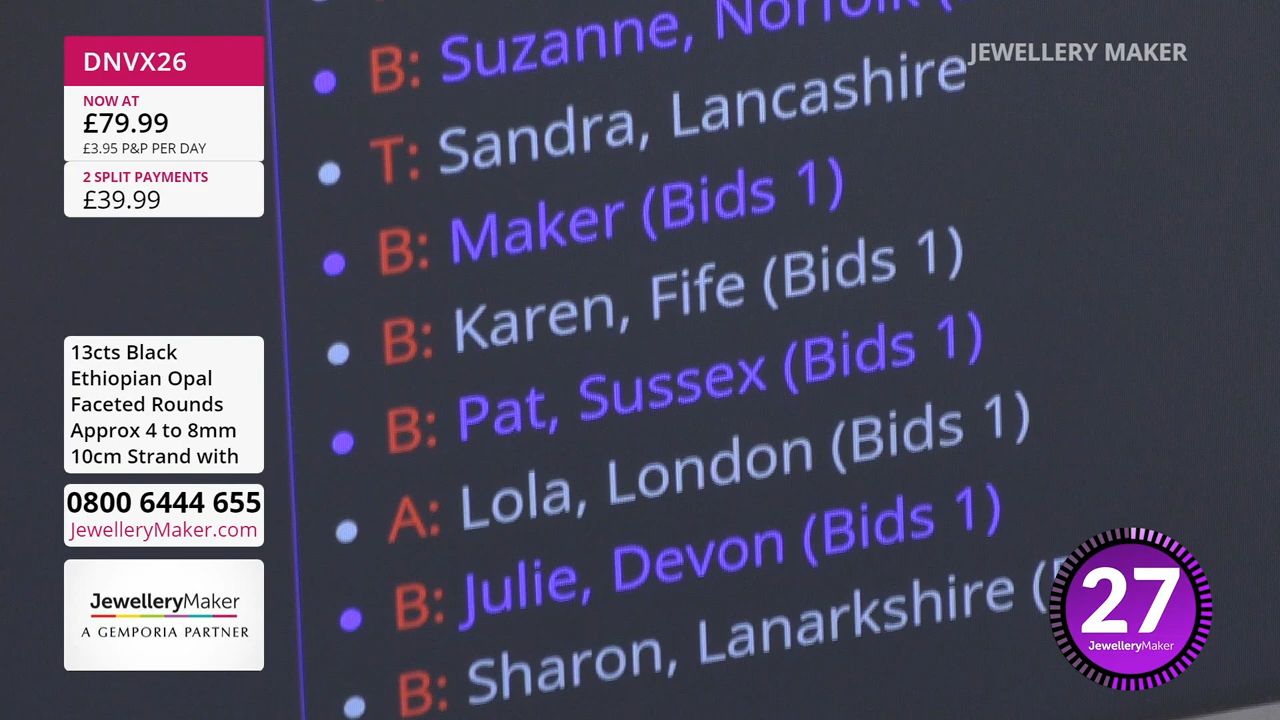 DNVX26
NOW AT
£79.99
£3.95 P&P PER DAY
2 SPLIT PAYMENTS
£39.99
13cts Black
Ethiopian Opal
Faceted Rounds
Approx 4 to 8mm
10cm Strand with
0800 6444 655
JewelleryMaker.com
JewelleryMaker
A GEMPORIA PARTNER
B: Suzanne, Norfolk (
T: Sandra, Lancashire
B: Maker (Bids 1)
B: Karen, Fife (Bids 1)
B: Pat, Sussex (Bids 1)
A: Lola, London (Bids 1)
B: Julie, Devon (Bids 1)
B: Sharon, Lanarkshire (
JEWELLERY MAKER
27
JewelleryMaker